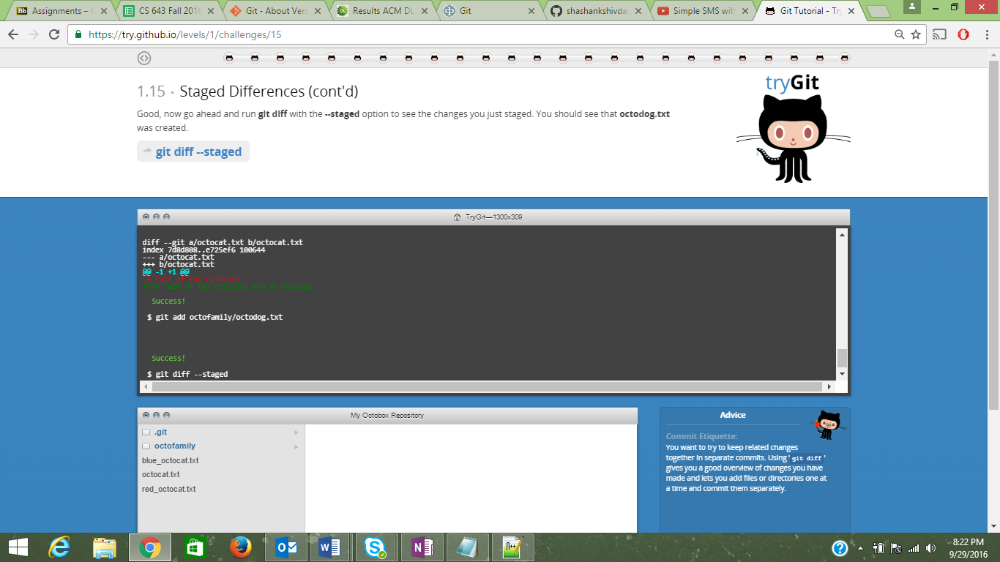 Assignments – C
CS 643 Fall 2016
Git - About Vers
Results ACM DL
Git
shashankshivda
Simple SMS with
Git Tutorial - Try
https://try.github.io/levels/1/challenges/15
1.15 · Staged Differences (cont'd)
Good, now go ahead and run git diff with the --staged option to see the changes you just staged. You should see that octodog.txt
was created.
git diff --staged
tryGit
TryGit—1300x309
diff --git a/octocat.txt b/octocat.txt
index 7d8d808..e725ef6 100644
--- a/octocat.txt
+++ b/octocat.txt
@@ -1 +1 @@
-A Tale of Two Octocats
Success!
$ git add octofamily/octodog.txt
Success!
$ git diff --staged
My Octobox Repository
.git
octofamily
blue_octocat.txt
octocat.txt
red_octocat.txt
Advice
Commit Etiquette:
You want to try to keep related changes
together in separate commits. Using 'git diff'
gives you a good overview of changes you have
made and lets you add files or directories one at
a time and commit them separately.
8:22 PM
9/29/2016